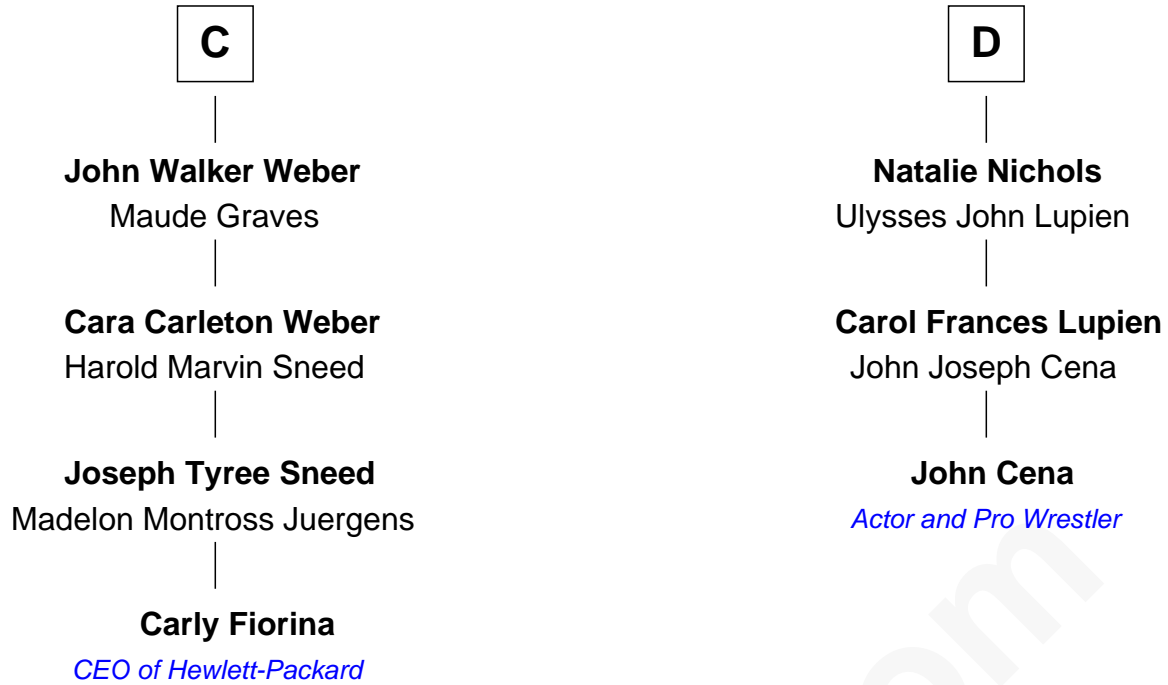 C
John Walker Weber
Maude Graves
Cara Carleton Weber
Harold Marvin Sneed
Joseph Tyree Sneed
Madelon Montross Juergens
Carly Fiorina
CEO of Hewlett-Packard
D
Natalie Nichols
Ulysses John Lupien
Carol Frances Lupien
John Joseph Cena
John Cena
Actor and Pro Wrestler
om